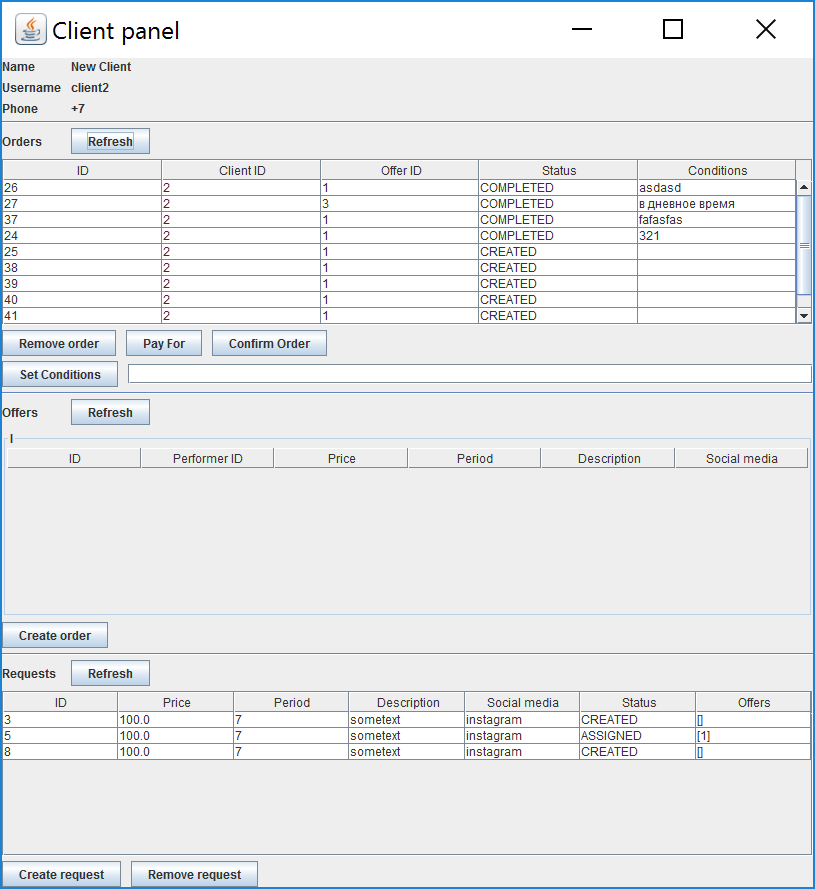 Client panel
Name New Client
Username client2
Phone +7
Orders Refresh
ID Client ID Offer ID Status Conditions
26 2 1 COMPLETED asdasd
27 2 3 COMPLETED в дневное время
37 2 1 COMPLETED fafasfas
24 2 1 COMPLETED 321
25 2 1 CREATED
38 2 1 CREATED
39 2 1 CREATED
40 2 1 CREATED
41 2 1 CREATED
Remove order Pay For Confirm Order
Set Conditions
Offers Refresh
l
ID Performer ID Price Period Description Social media
Create order
Requests Refresh
ID Price Period Description Social media Status Offers
3 100.0 7 sometext instagram CREATED []
5 100.0 7 sometext instagram ASSIGNED [1]
8 100.0 7 sometext instagram CREATED []
Create request Remove request